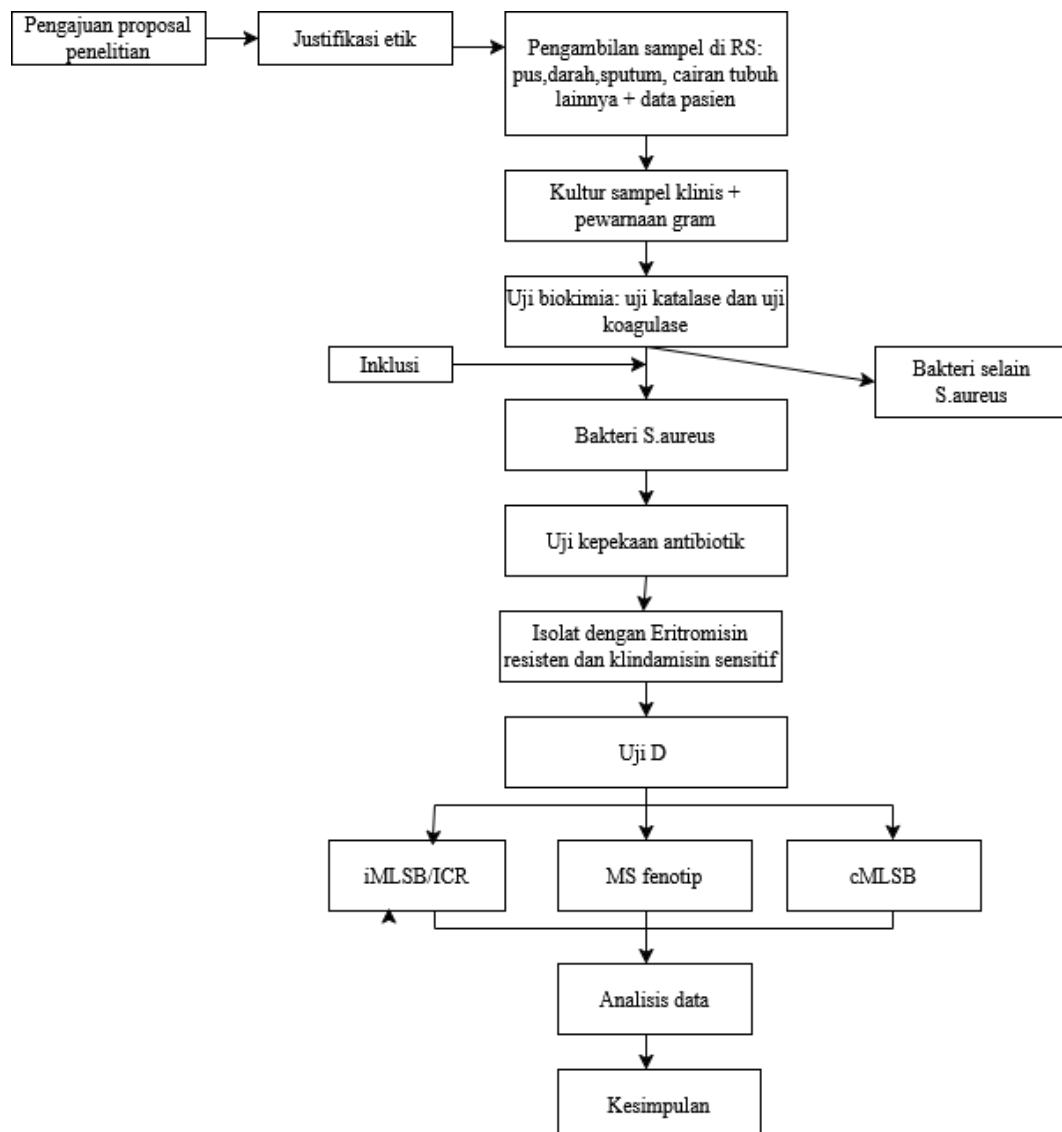 Pengajuan proposal
penelitian
Justifikasi etik
Pengambilan sampel di RS:
pus,darah,sputum, cairan tubuh
lainnya + data pasien
Kultur sampel klinis +
pewarnaan gram
Uji biokimia: uji katalase dan uji
koagulase
Inklusi
Bakteri selain
S.aureus
Bakteri S.aureus
Uji kepekaan antibiotik
Isolat dengan Eritromisin
resisten dan klindamisin sensitif
Uji D
iMLSB/ICR
MS fenotip
cMLSB
Analisis data
Kesimpulan